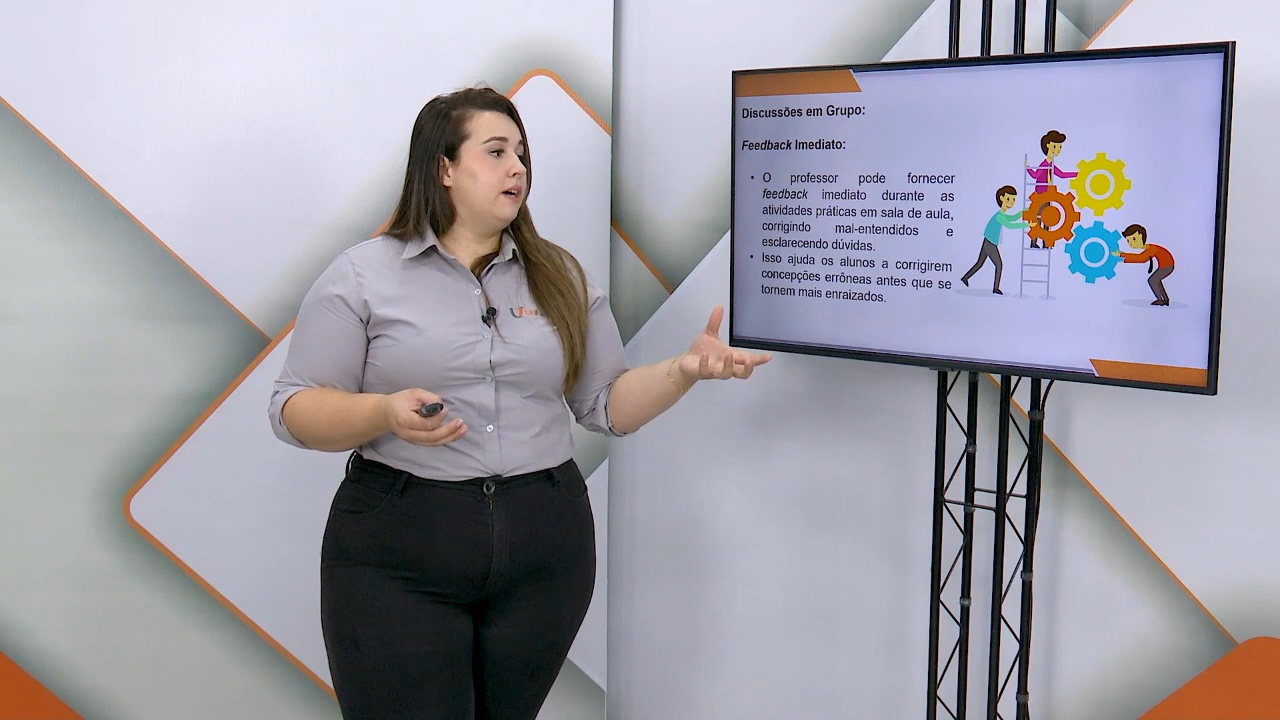 Discussões em Grupo:
Feedback Imediato:
• O professor pode fornecer
feedback imediato durante as
atividades práticas em sala de aula,
corrigindo mal-entendidos e
esclarecendo dúvidas.
• Isso ajuda os alunos a corrigirem
concepções errôneas antes que se
tornem mais enraizados.